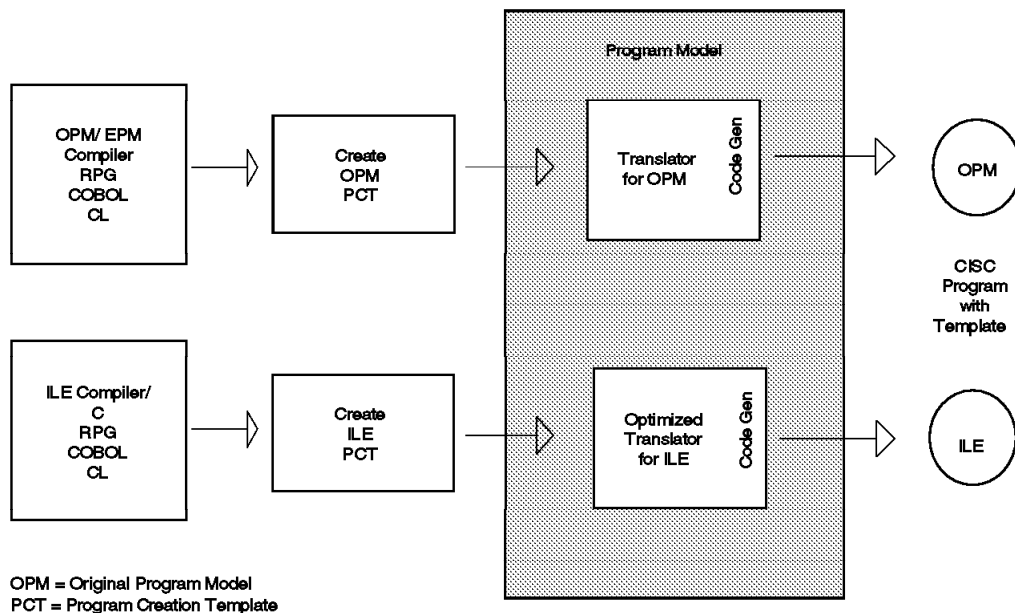 Program Model
OPM/ EPM
Compiler
RPG
COBOL
CL
Create
OPM
PCT
Translator
for OPM
Code Gen
OPM
CISC
Program
with
Template
ILE Compiler/
C
RPG
COBOL
CL
Create
ILE
PCT
Optimized
Translator
for ILE
Code Gen
ILE
OPM = Original Program Model
PCT = Program Creation Template